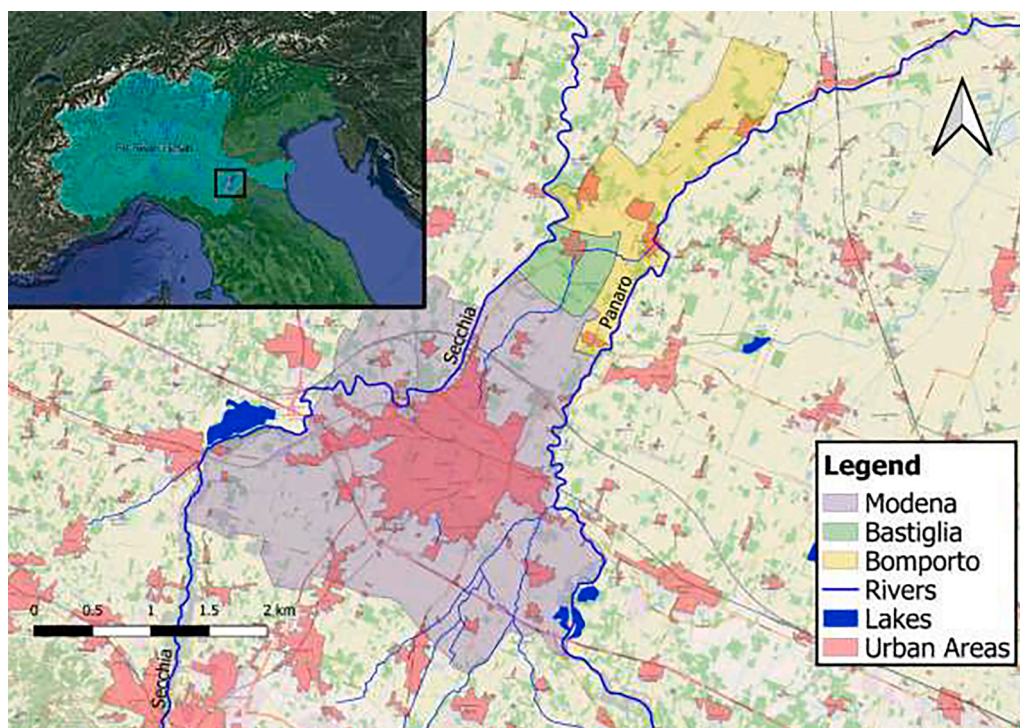 Secchia
Panaro
Secchia
Legend
Modena
Bastiglia
Bomporto
Rivers
Lakes
Urban Areas
0 0.5 1 1.5 2 km